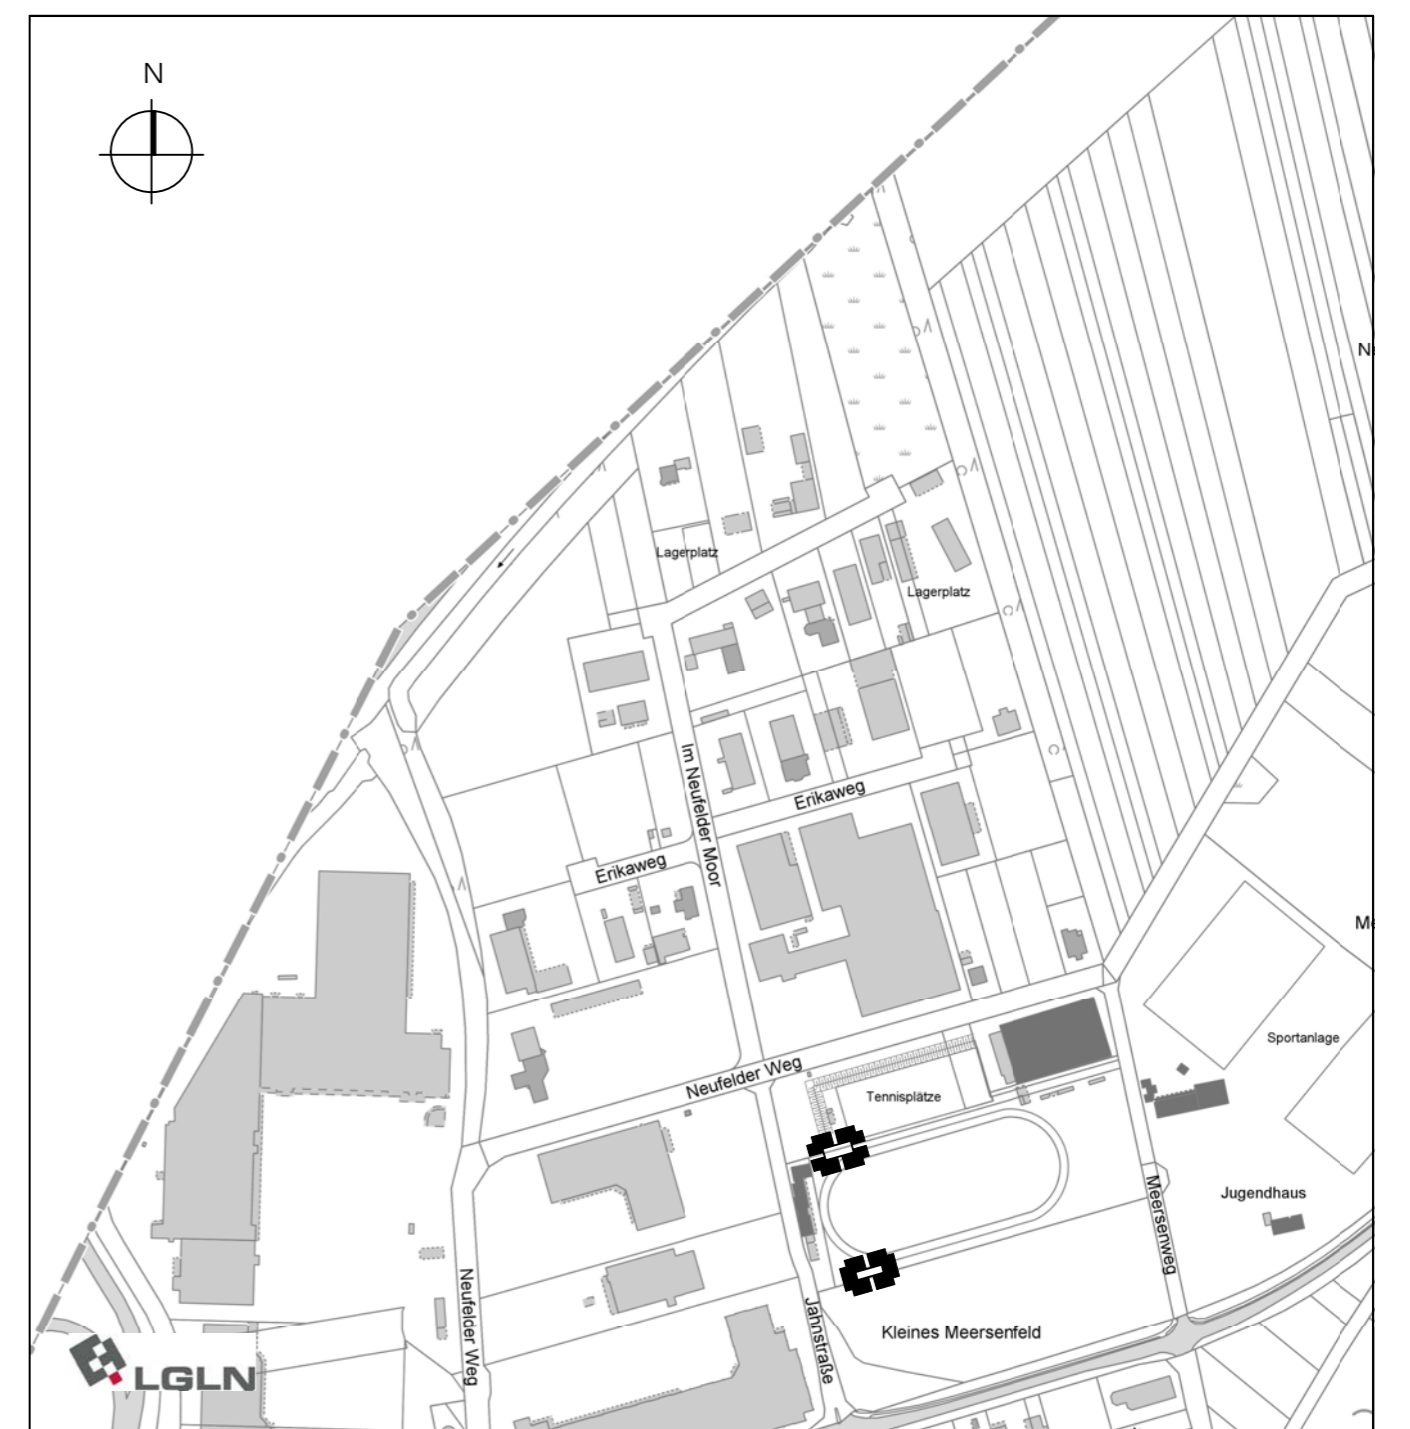 N
N
Lagerplatz
Lagerplatz
Im Neufelder Moor
Erikaweg
Erikaweg
Sportanlage
Neufelder Weg
Tennisplätze
Jugendhaus
Meersenweg
Neufelder Weg
Jahnstraße
Kleines Meersenfeld
LGLN